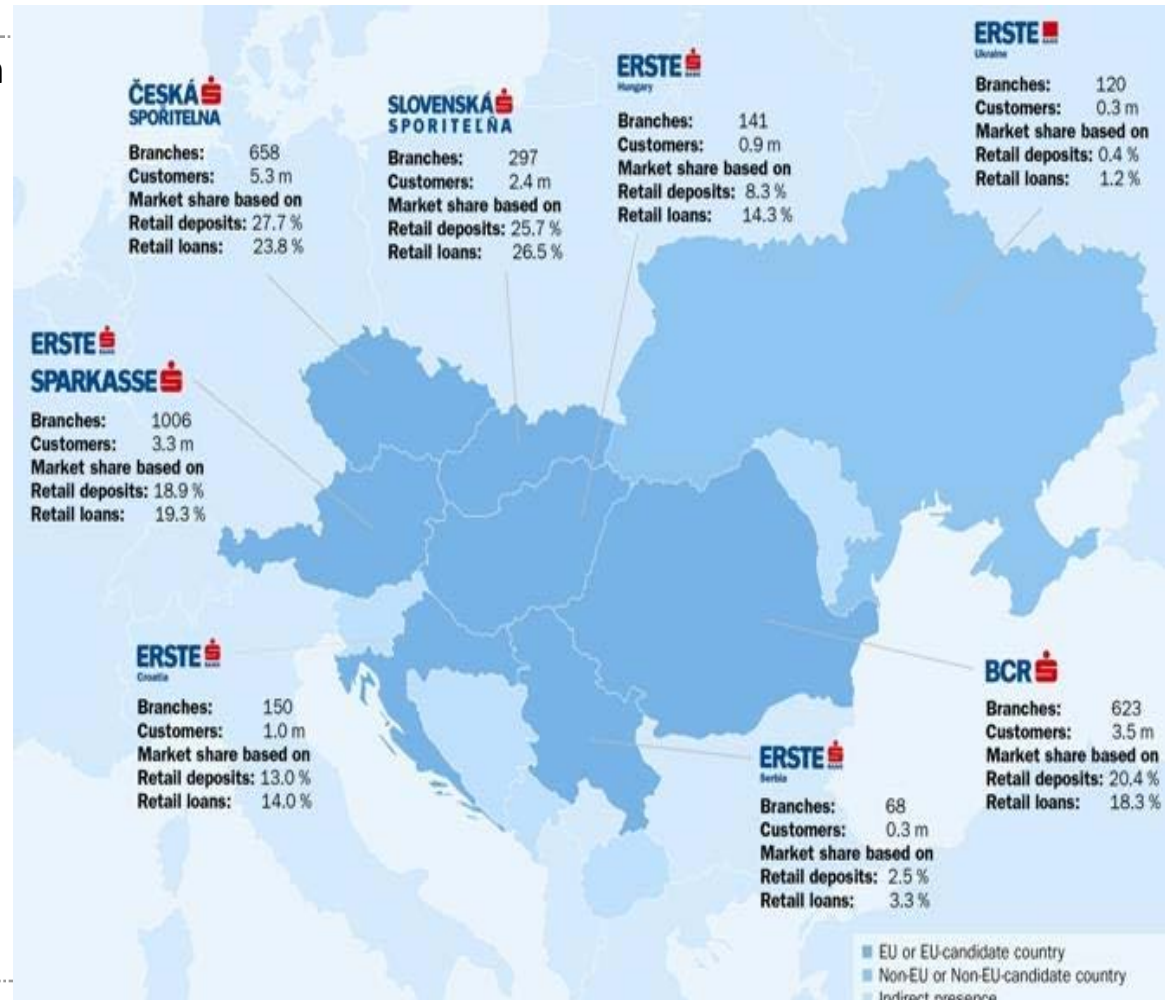 ČESKÁ
SPOŘITELNA
Branches: 658
Customers: 5.3 m
Market share based on
Retail deposits: 27.7 %
Retail loans: 23.8 %
SLOVENSKÁ
SPORITEĽŇA
Branches: 297
Customers: 2.4 m
Market share based on
Retail deposits: 25.7 %
Retail loans: 26.5 %
ERSTE
BANK
Hungary
Branches: 141
Customers: 0.9 m
Market share based on
Retail deposits: 8.3 %
Retail loans: 14.3 %
ERSTE
BANK
Ukraine
Branches: 120
Customers: 0.3 m
Market share based on
Retail deposits: 0.4 %
Retail loans: 1.2 %
ERSTE
BANK
SPARKASSE
Branches: 1006
Customers: 3.3 m
Market share based on
Retail deposits: 18.9 %
Retail loans: 19.3 %
ERSTE
BANK
Croatia
Branches: 150
Customers: 1.0 m
Market share based on
Retail deposits: 13.0 %
Retail loans: 14.0 %
ERSTE
BANK
Serbia
Branches: 68
Customers: 0.3 m
Market share based on
Retail deposits: 2.5 %
Retail loans: 3.3 %
BCR
Branches: 623
Customers: 3.5 m
Market share based on
Retail deposits: 20.4 %
Retail loans: 18.3 %
EU or EU-candidate country
Non-EU or Non-EU-candidate country
Indirect presence